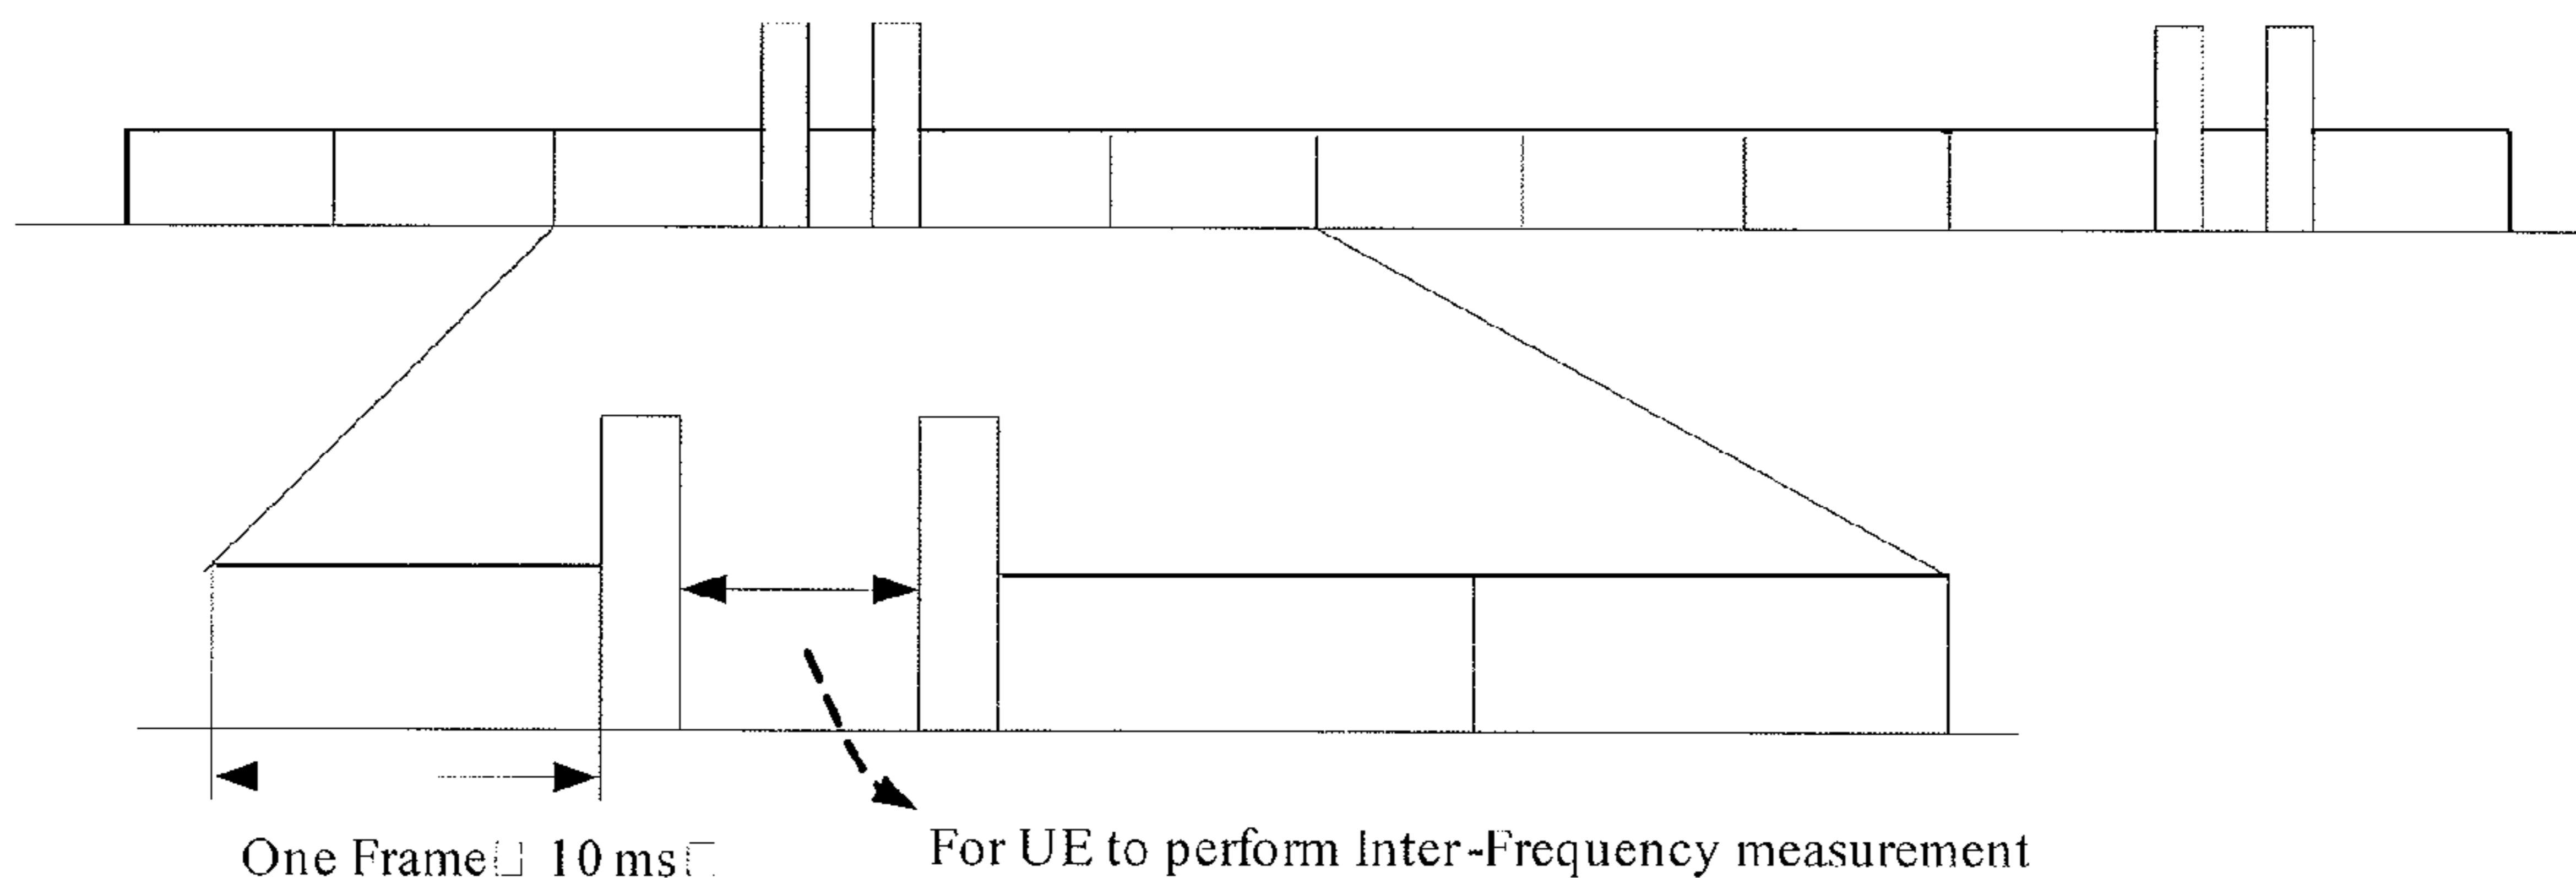 One Frame 10 ms
For UE to perform Inter-Frequency measurement